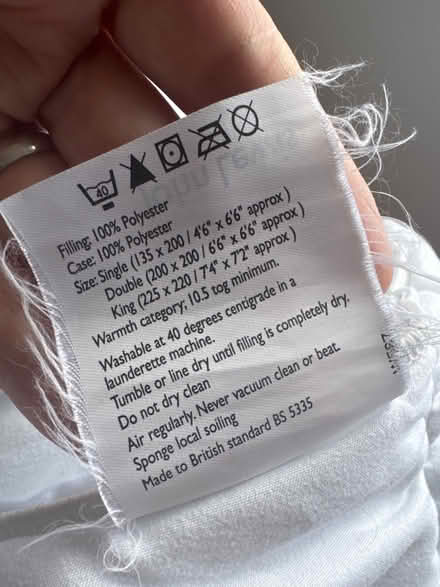 40
Filling; 100% Polyester
Case: 100% Polyester
Size: Single (135 x 200 / 4'6" x 6'6" approx )
Double (200 x 200 / 6'6" x 6'6" approx )
King (225 x 220 / 7'4" x 7'2" approx )
Warmth category; 10.5 tog minimum.
Washable at 40 degrees centigrade in a
launderette machine.
Tumble or line dry until filling is completely dry.
Do not dry clean
Air regularly. Never vacuum clean or beat.
Sponge local soiling
Made to British standard BS 5335